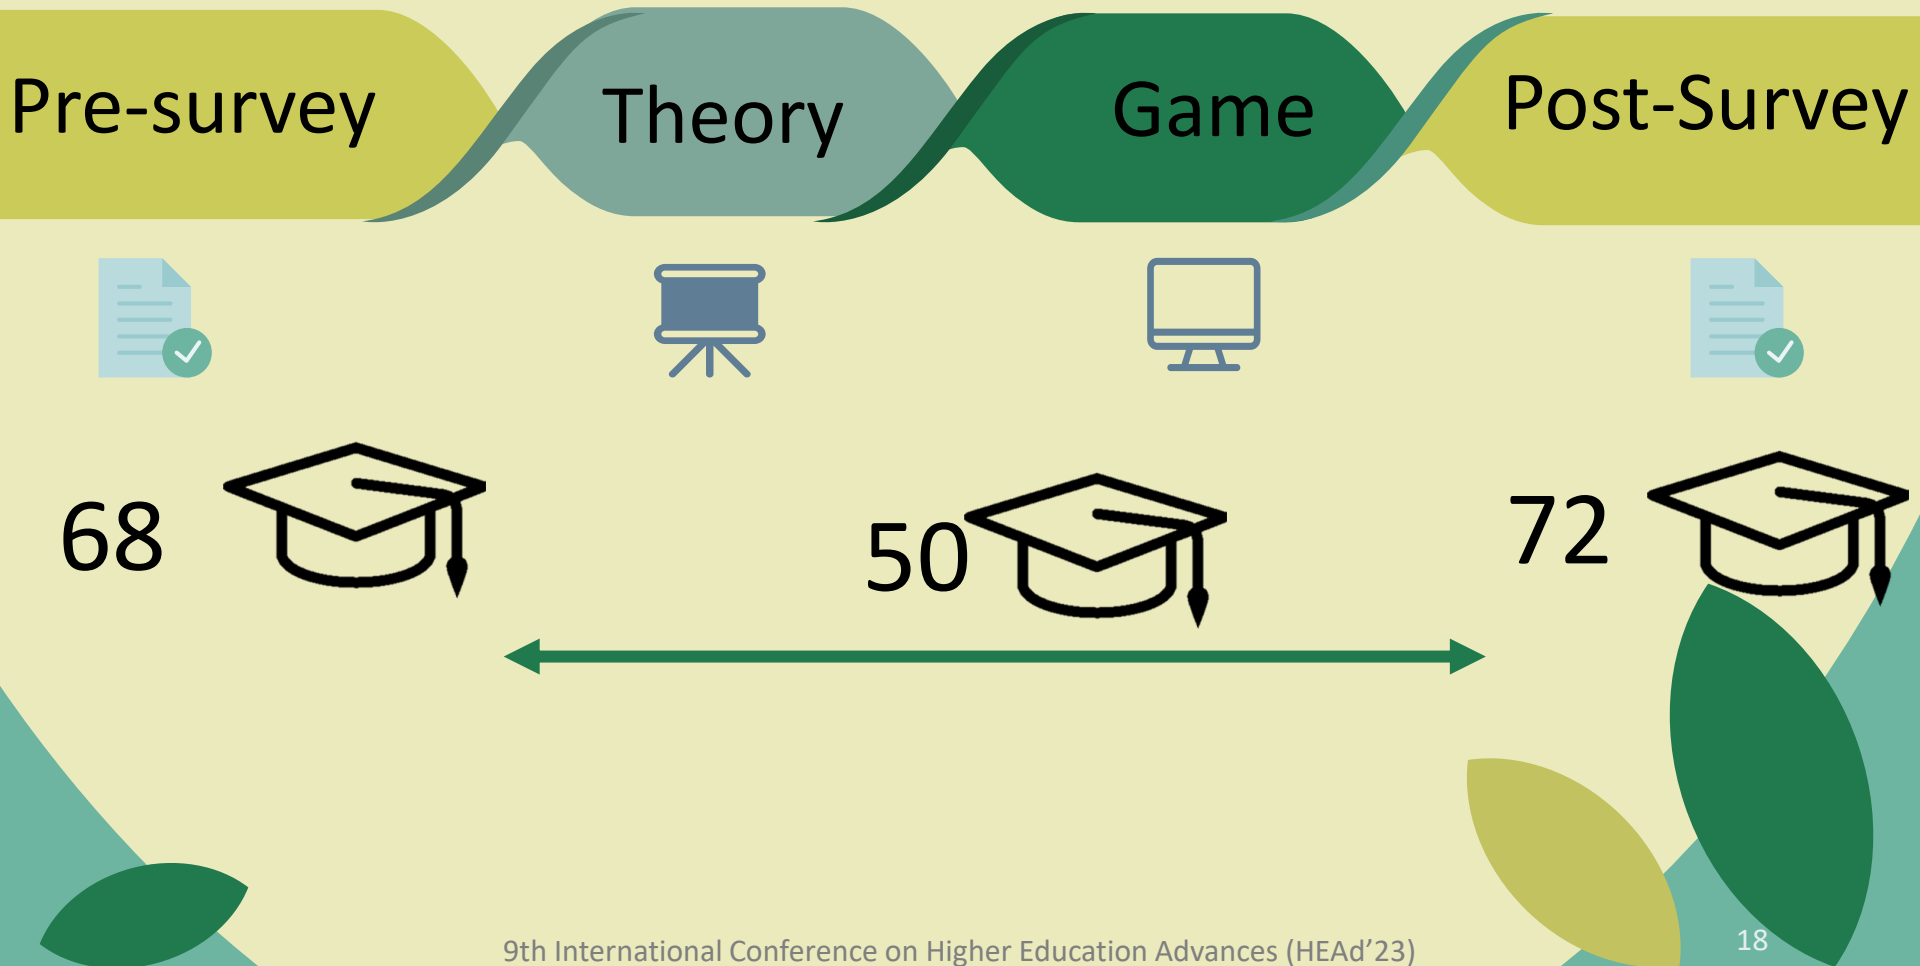 Pre-survey
Theory
Game
Post-Survey
68
50
72
9th International Conference on Higher Education Advances (HEAd’23)
18